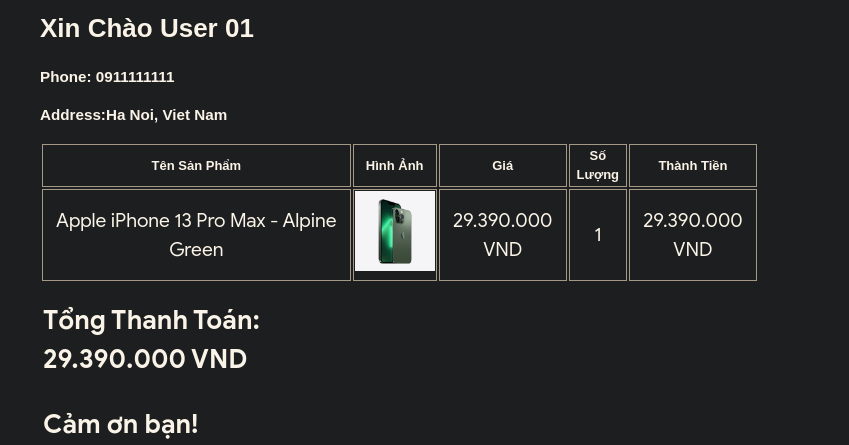 Xin Chào User 01
Phone: 0911111111
Address:Ha Noi, Viet Nam
Tên Sản Phẩm
Hình Ảnh
Giá
Số
Lượng
Thành Tiền
Apple iPhone 13 Pro Max - Alpine
Green
29.390.000
VND
1
29.390.000
VND
Tổng Thanh Toán:
29.390.000 VND
Cảm ơn bạn!